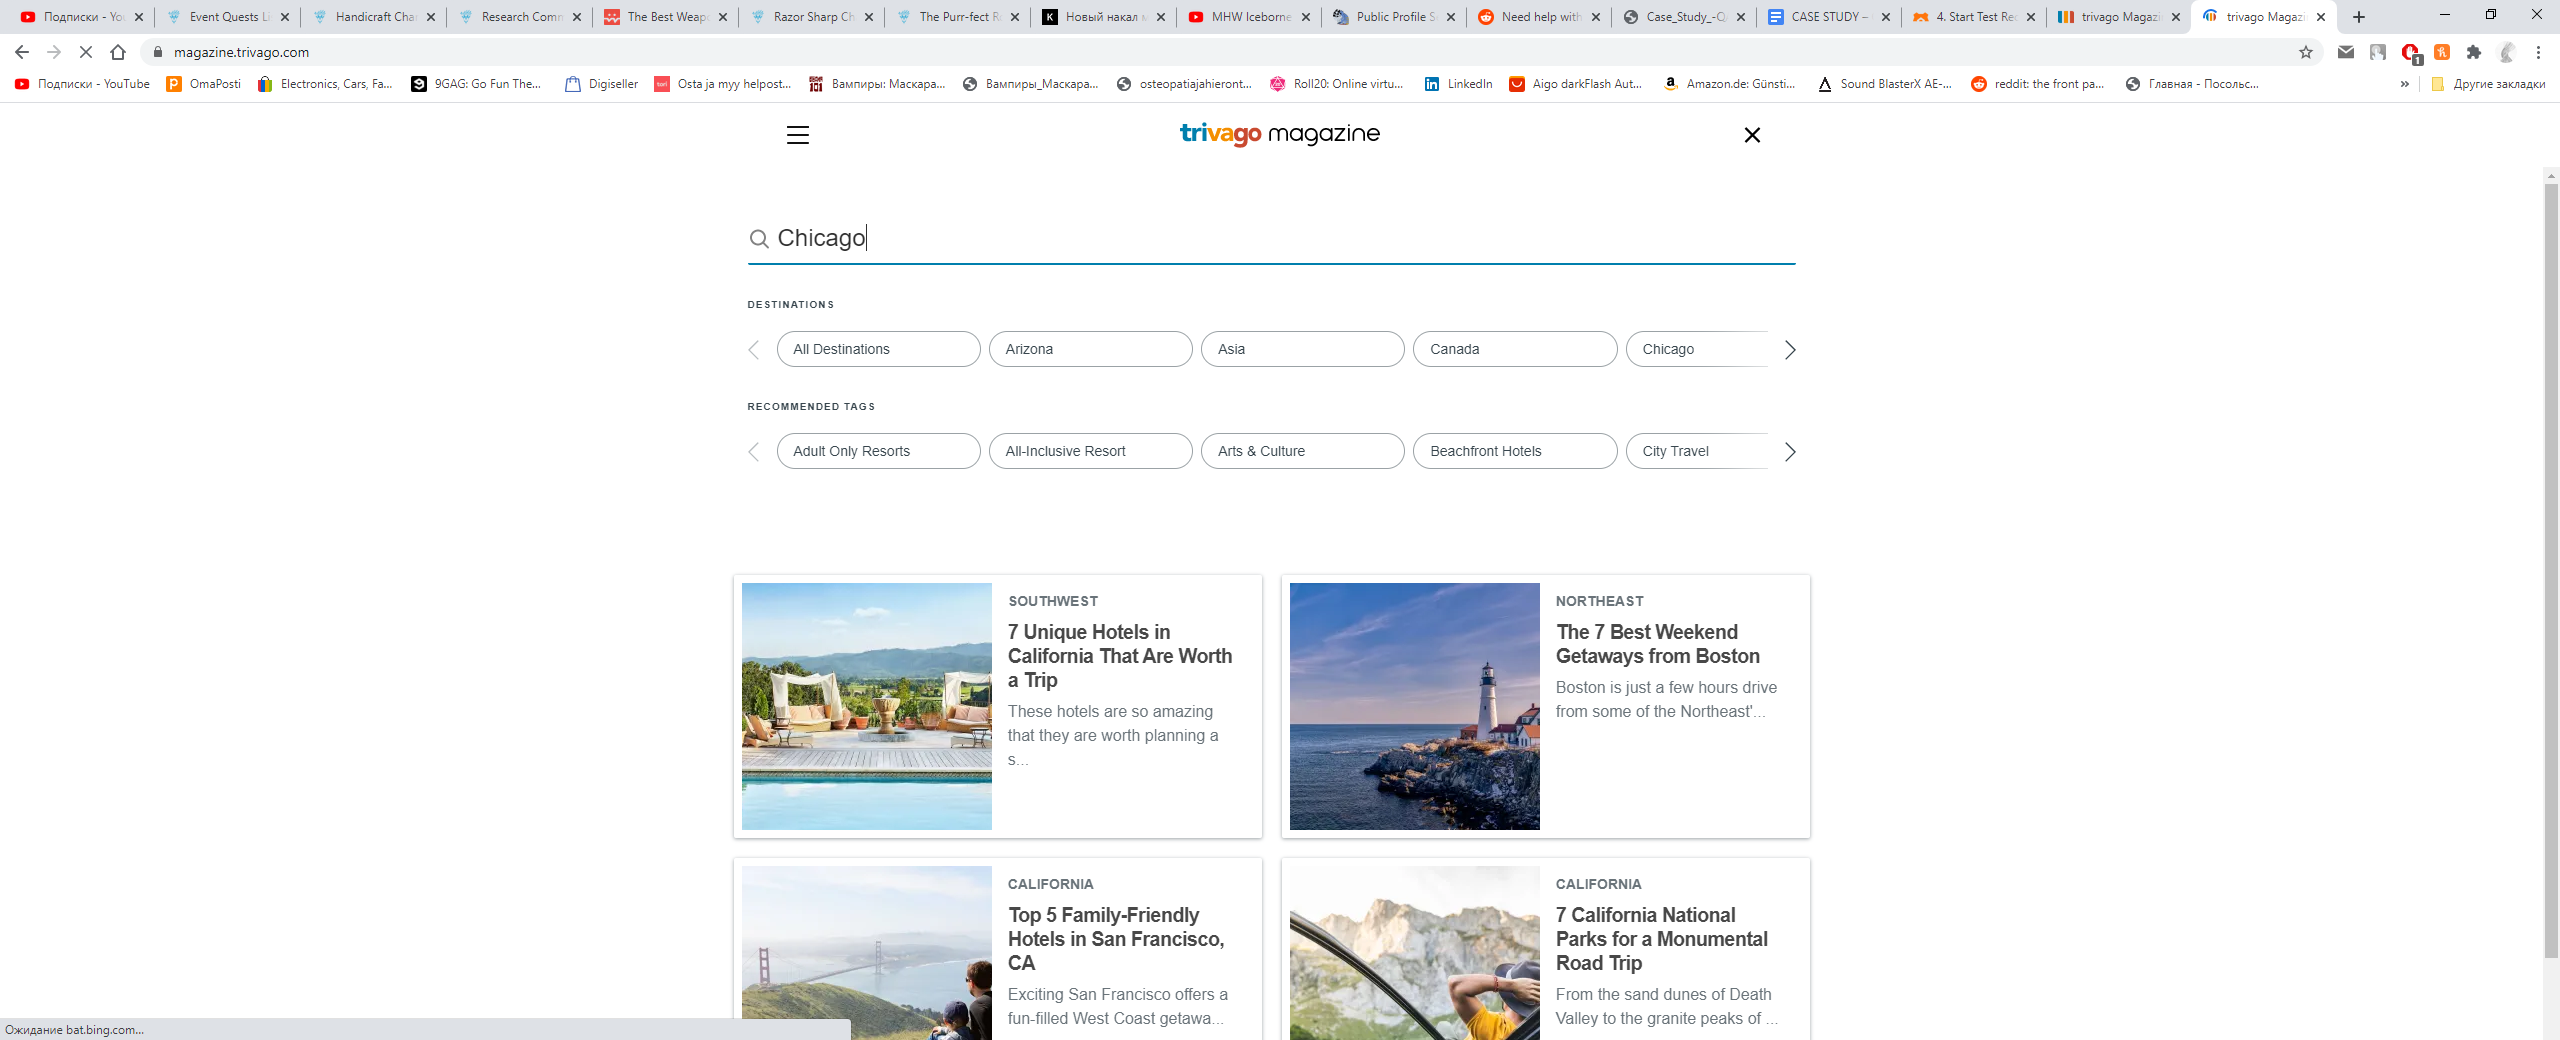 Подписки - You
Event Quests Li
Handicraft Char
Research Comm
The Best Weapo
Razor Sharp Ch
The Purr-fect R
Новый накал м
MHW Iceborne
Public Profile S
Need help with
Case_Study_-Q
CASE STUDY –
4. Start Test Rec
trivago Magazi
trivago Magazi
magazine.trivago.com
1
Подписки - YouTube
OmaPosti
Electronics, Cars, Fa...
9GAG: Go Fun The...
Digiseller
tori
Osta ja myy helpost...
Вампиры: Маскара...
Вампиры_Маскара...
osteopatiajahieront...
Roll20: Online virtu...
LinkedIn
Aigo darkFlash Aut...
Amazon.de: Günsti...
Sound BlasterX AE-...
reddit: the front pa...
Главная - Посольс...
»
Другие закладки
trivago magazine
Chicago
DESTINATIONS
All Destinations
Arizona
Asia
Canada
Chicago
RECOMMENDED TAGS
Adult Only Resorts
All-Inclusive Resort
Arts & Culture
Beachfront Hotels
City Travel
SOUTHWEST
7 Unique Hotels in
California That Are Worth
a Trip
These hotels are so amazing
that they are worth planning a
s...
NORTHEAST
The 7 Best Weekend
Getaways from Boston
Boston is just a few hours drive
from some of the Northeast'...
CALIFORNIA
Top 5 Family-Friendly
Hotels in San Francisco,
CA
Exciting San Francisco offers a
fun-filled West Coast getawa...
CALIFORNIA
7 California National
Parks for a Monumental
Road Trip
From the sand dunes of Death
Valley to the granite peaks of ...
Ожидание bat.bing.com...